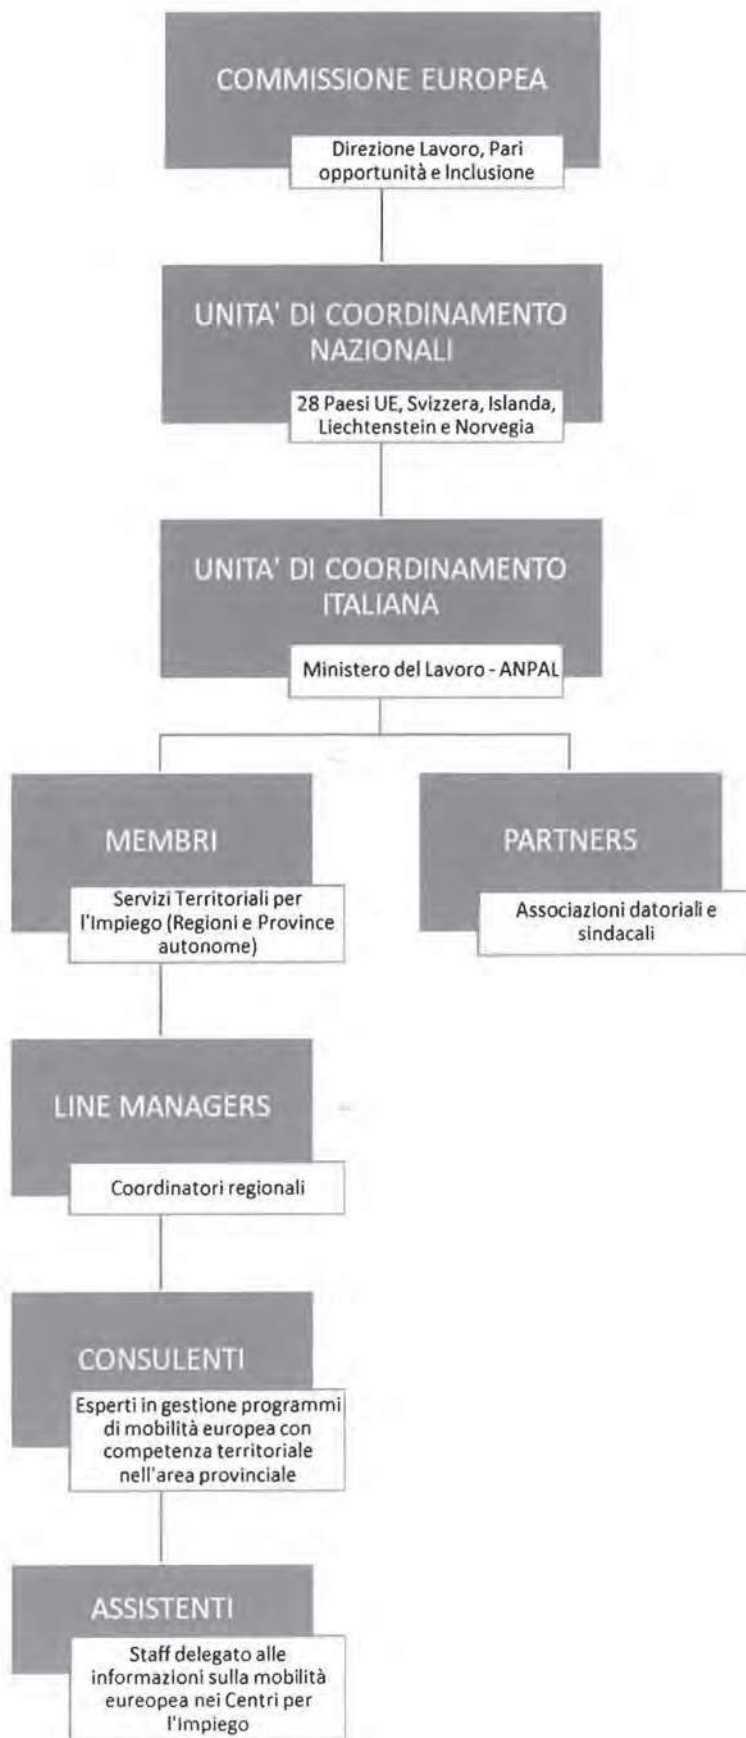 COMMISSIONE EUROPEA
Direzione Lavoro, Pari
opportunità e Inclusione
UNITA' DI COORDINAMENTO
NAZIONALI
28 Paesi UE, Svizzera, Islanda,
Liechtenstein e Norvegia
UNITA' DI COORDINAMENTO
ITALIANA
Ministero del Lavoro - ANPAL
MEMBRI
Servizi Territoriali per
l'Impiego (Regioni e Province
autonome)
PARTNERS
Associazioni datoriali e
sindacali
LINE MANAGERS
Coordinatori regionali
CONSULENTI
Esperti in gestione programmi
di mobilità europea con
competenza territoriale
nell'area provinciale
ASSISTENTI
Staff delegato alle
informazioni sulla mobilità
eureopea nei Centri per
l'Impiego